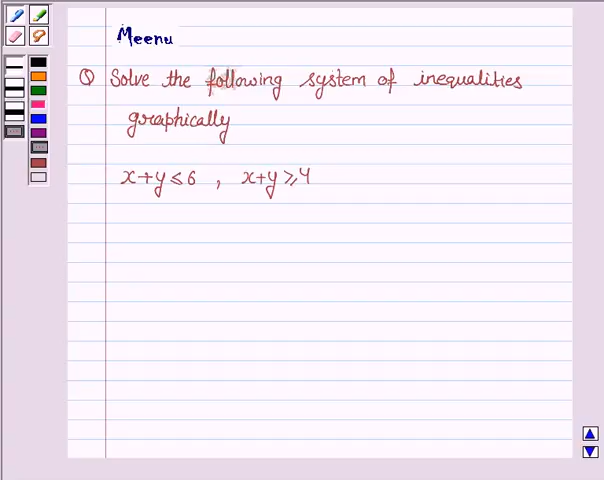 Meenu
Q Solve the following system of inequalities
graphically
x+y ≤ 6 , x+y ≥ 4